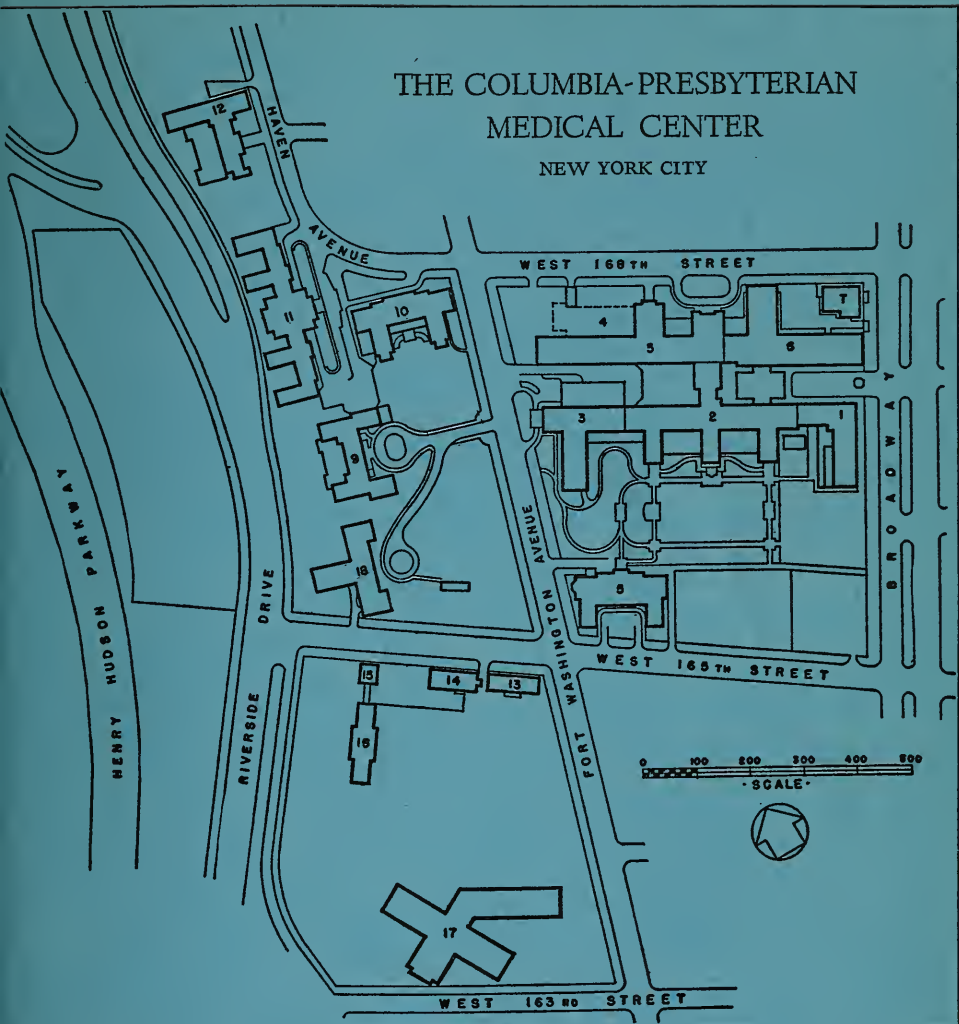 THE COLUMBIA-PRESBYTERIAN
MEDICAL CENTER
NEW YORK CITY
12
HAVEN AVENUE
WEST 168TH STREET
11
10
4
7
5
6
3
2
1
9
18
8
BROADWAY
HENRY HUDSON PARKWAY
RIVERSIDE DRIVE
FORT WASHINGTON AVENUE
WEST 165TH STREET
15
14
13
16
0 100 200 300 400 500
- SCALE -
17
WEST 163RD STREET